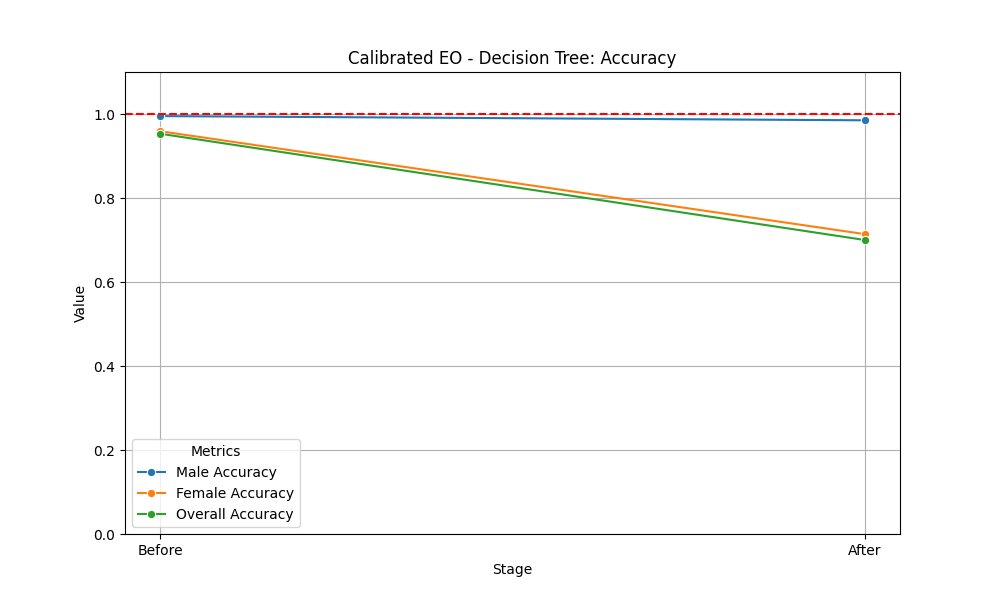 Calibrated EO - Decision Tree: Accuracy
1.0
0.8
0.6
0.4
0.2
0.0
Value
Metrics
Male Accuracy
Female Accuracy
Overall Accuracy
Before
After
Stage